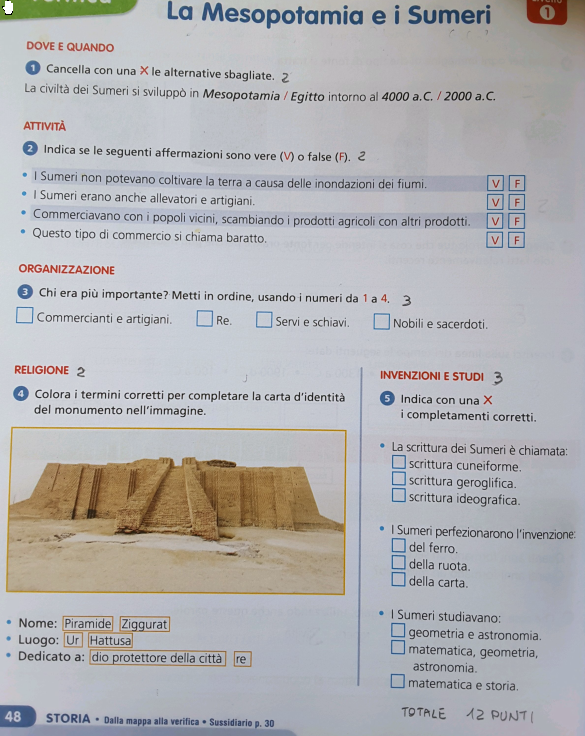 La Mesopotamia e i Sumeri
1
DOVE E QUANDO
1 Cancella con una X le alternative sbagliate. 2
La civiltà dei Sumeri si sviluppò in Mesopotamia / Egitto intorno al 4000 a.C. / 2000 a.C.
ATTIVITÀ
2 Indica se le seguenti affermazioni sono vere (V) o false (F). 2
• I Sumeri non potevano coltivare la terra a causa delle inondazioni dei fiumi. V F
• I Sumeri erano anche allevatori e artigiani. V F
• Commerciavano con i popoli vicini, scambiando i prodotti agricoli con altri prodotti. V F
• Questo tipo di commercio si chiama baratto. V F
ORGANIZZAZIONE
3 Chi era più importante? Metti in ordine, usando i numeri da 1 a 4. 3
Commercianti e artigiani. Re. Servi e schiavi. Nobili e sacerdoti.
RELIGIONE 2
4 Colora i termini corretti per completare la carta d'identità
del monumento nell'immagine.
• Nome: Piramide Ziggurat
• Luogo: Ur Hattusa
• Dedicato a: dio protettore della città re
INVENZIONI E STUDI 3
5 Indica con una X
i completamenti corretti.
• La scrittura dei Sumeri è chiamata:
scrittura cuneiforme.
scrittura geroglifica.
scrittura ideografica.
• I Sumeri perfezionarono l'invenzione:
del ferro.
della ruota.
della carta.
• I Sumeri studiavano:
geometria e astronomia.
matematica, geometria,
astronomia.
matematica e storia.
48 STORIA • Dalla mappa alla verifica • Sussidiario p. 30
TOTALE 12 PUNTI